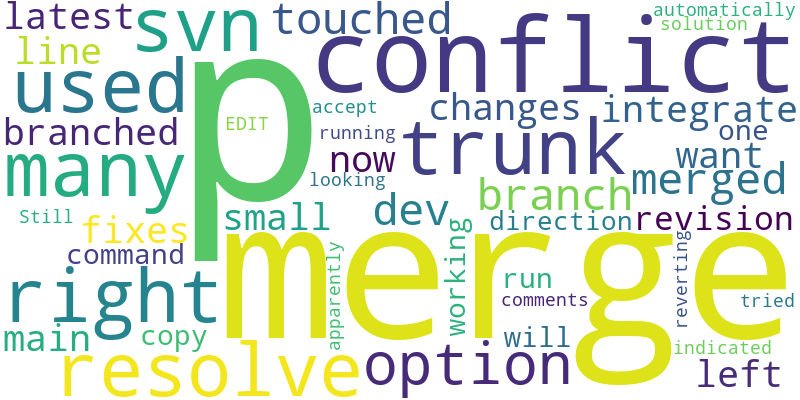 latest
svn
touched
automatically
solution
line
conflict
used
p
accept
changes
integrate
EDIT
branched
running
trunk
one
many
now
want
looking
branch
merged
Still
fixes
small
dev
direction
revision
command
right
merge
apparently
working
run
comments
reverting
tried
main
copy
will
indicated
resolve
option
left